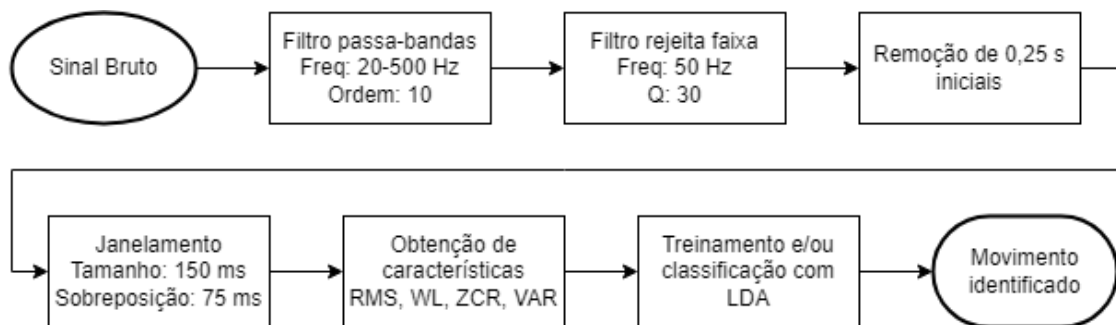 Sinal Bruto
Filtro passa-bandas
Freq: 20-500 Hz
Ordem: 10
Filtro rejeita faixa
Freq: 50 Hz
Q: 30
Remoção de 0,25 s
iniciais
Janelamento
Tamanho: 150 ms
Sobreposição: 75 ms
Obtenção de
características
RMS, WL, ZCR, VAR
Treinamento e/ou
classificação com
LDA
Movimento
identificado